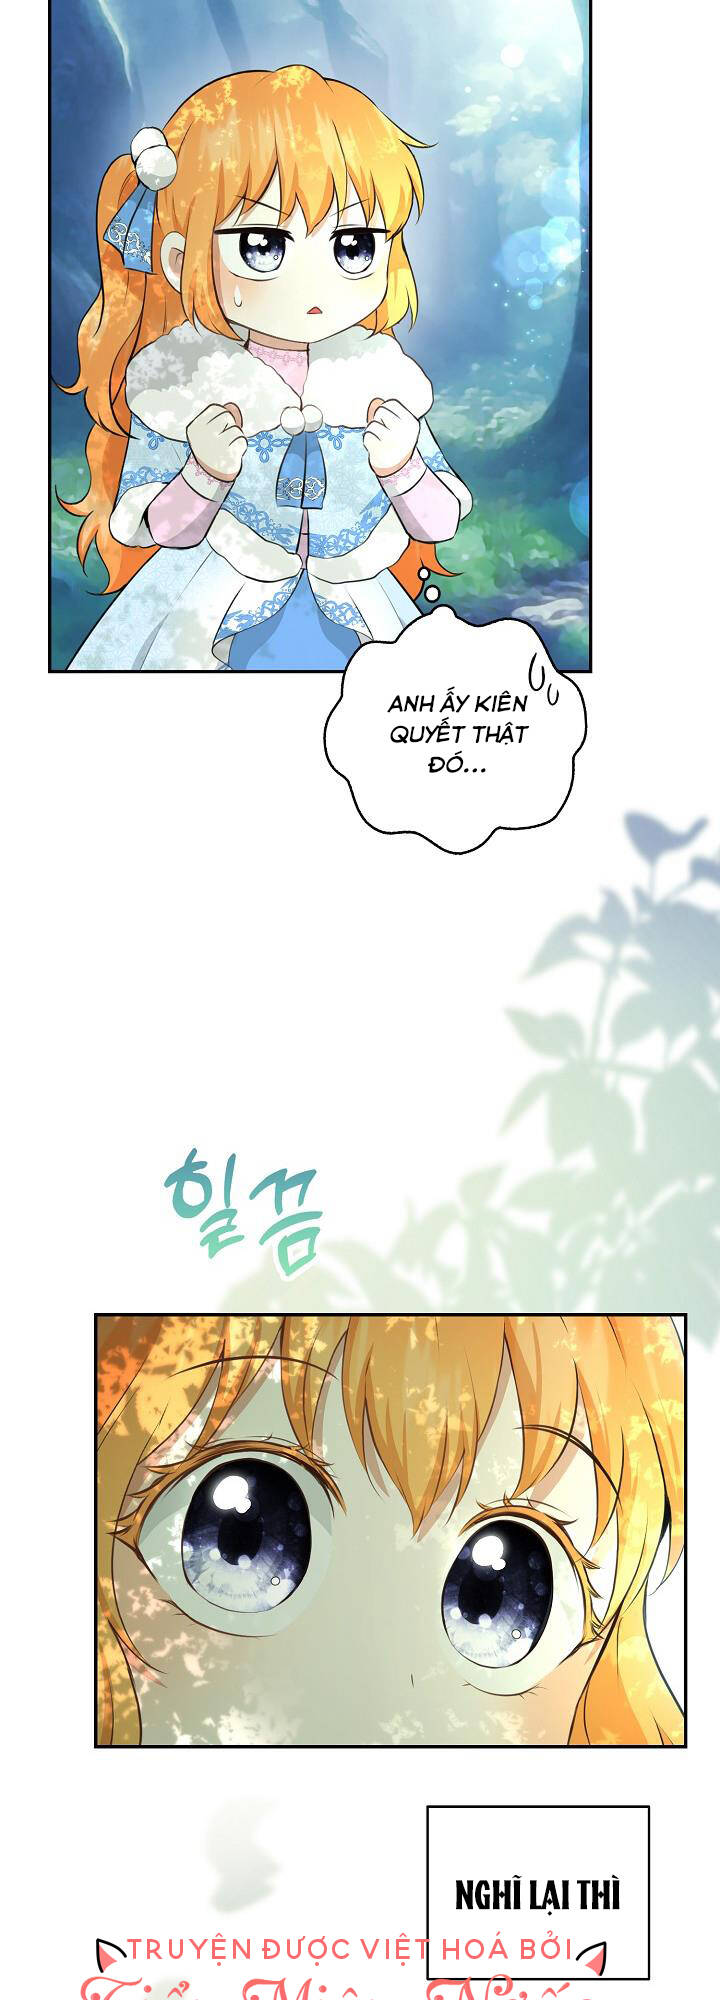 ANH ẤY KIÊN
QUYẾT THẬT
ĐÓ...
힐끔
NGHĨ LẠI THÌ
TRUYỆN ĐƯỢC VIỆT HOÁ BỞI